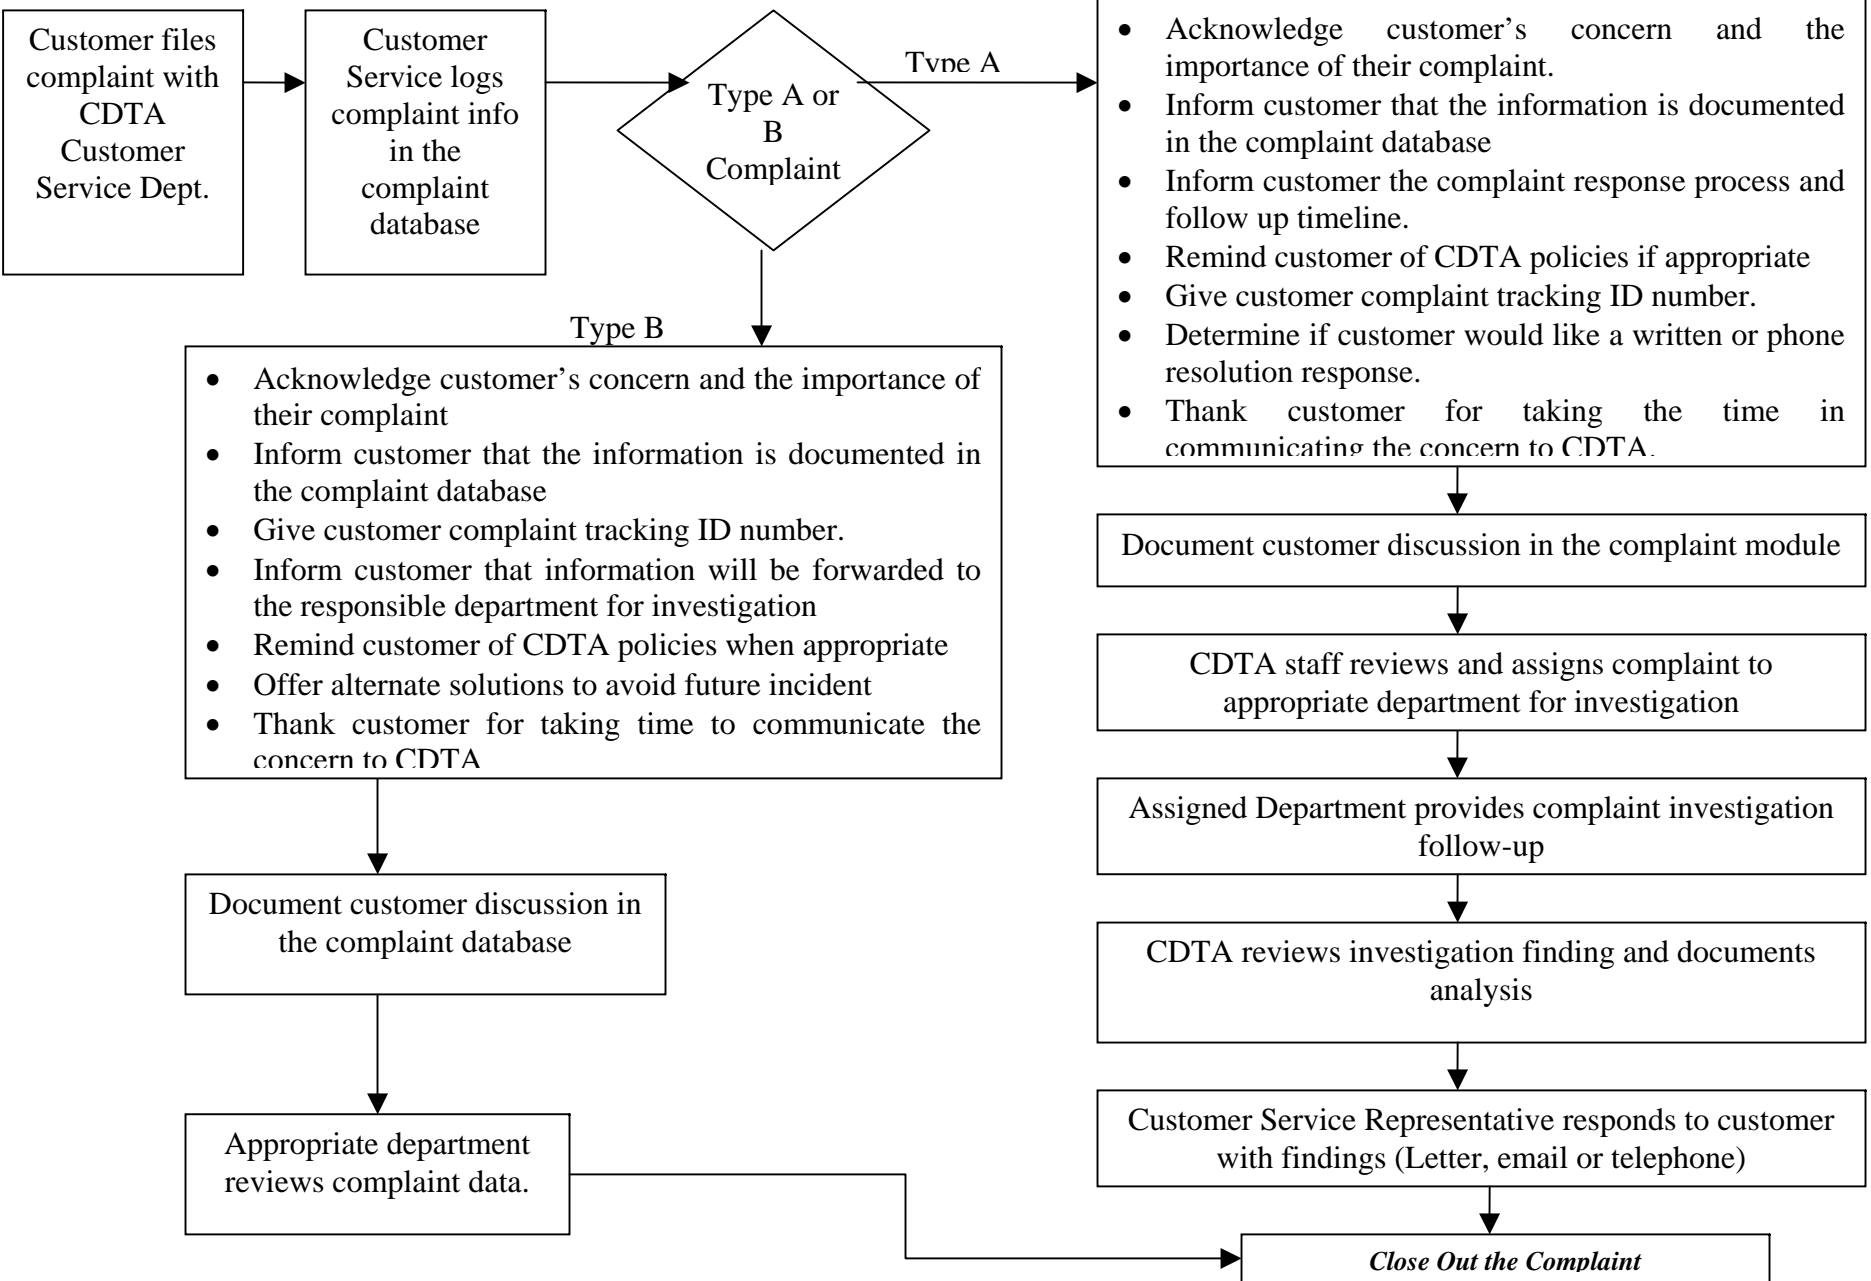 Customer files
complaint with
CDTA
Customer
Service Dept.
Customer
Service logs
complaint info
in the
complaint
database
Type A or
B
Complaint
Type A
• Acknowledge customer’s concern and the
importance of their complaint.
• Inform customer that the information is documented
in the complaint database
• Inform customer the complaint response process and
follow up timeline.
• Remind customer of CDTA policies if appropriate
• Give customer complaint tracking ID number.
• Determine if customer would like a written or phone
resolution response.
• Thank customer for taking the time in
communicating the concern to CDTA.
Type B
• Acknowledge customer’s concern and the importance of
their complaint
• Inform customer that the information is documented in
the complaint database
• Give customer complaint tracking ID number.
• Inform customer that information will be forwarded to
the responsible department for investigation
• Remind customer of CDTA policies when appropriate
• Offer alternate solutions to avoid future incident
• Thank customer for taking time to communicate the
concern to CDTA
Document customer discussion in
the complaint database
Appropriate department
reviews complaint data.
Document customer discussion in the complaint module
CDTA staff reviews and assigns complaint to
appropriate department for investigation
Assigned Department provides complaint investigation
follow-up
CDTA reviews investigation finding and documents
analysis
Customer Service Representative responds to customer
with findings (Letter, email or telephone)
Close Out the Complaint